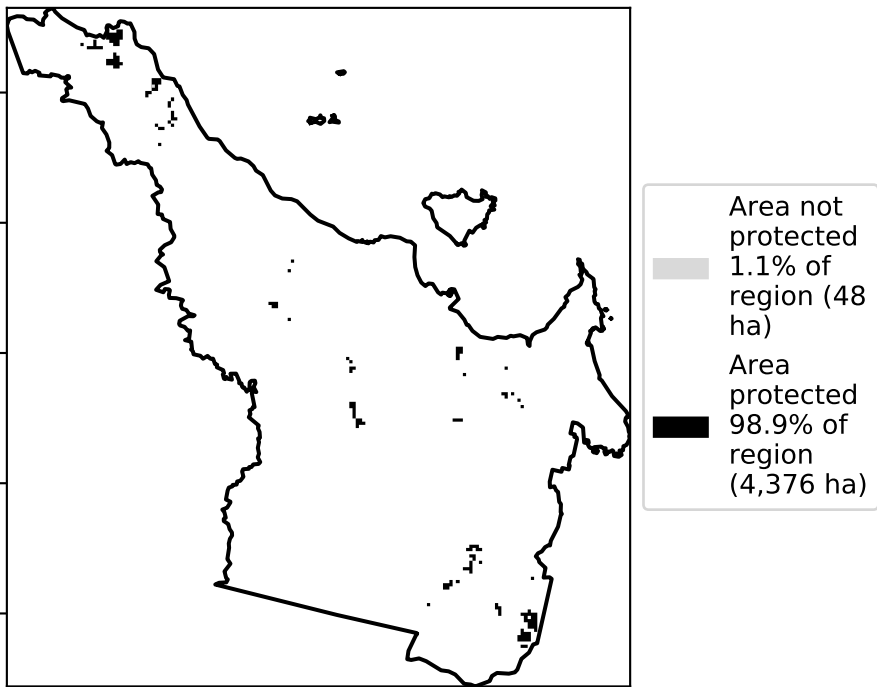 Area not
protected
1.1% of
region (48
ha)
Area
protected
98.9% of
region
(4,376 ha)